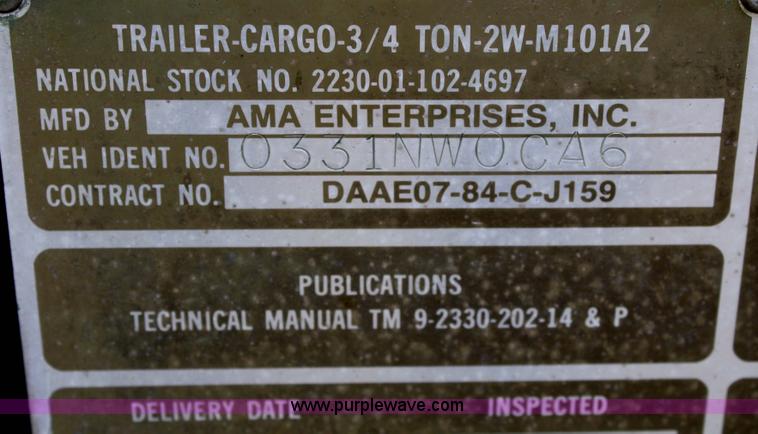 TRAILER-CARGO-3/4 TON-2W-M101A2
NATIONAL STOCK NO. 2230-01-102-4697
MFD BY AMA ENTERPRISES, INC.
VEH IDENT NO. 0331NW0CA6
CONTRACT NO. DAAE07-84-C-J159
PUBLICATIONS
TECHNICAL MANUAL TM 9-2330-202-14 & P
DELIVERY DATE INSPECTED
www.purplewave.com